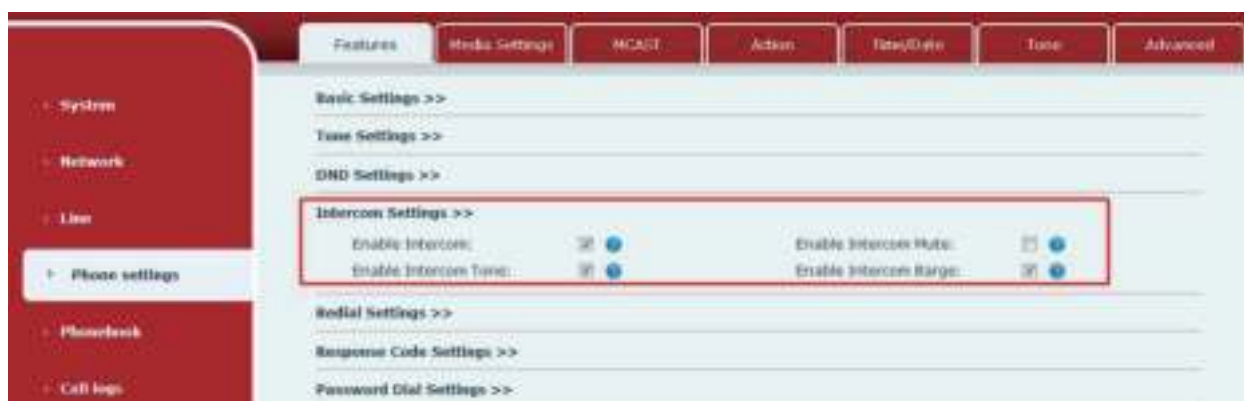 Features Media Settings MCAST Action Time/Date Tone Advanced
System
Network
Line
Phone settings
Phonebook
Call logs
Basic Settings >>
Tone Settings >>
DND Settings >>
Intercom Settings >>
Enable Intercom: Enable Intercom Mute:
Enable Intercom Tone: Enable Intercom Barge:
Redial Settings >>
Response Code Settings >>
Password Dial Settings >>